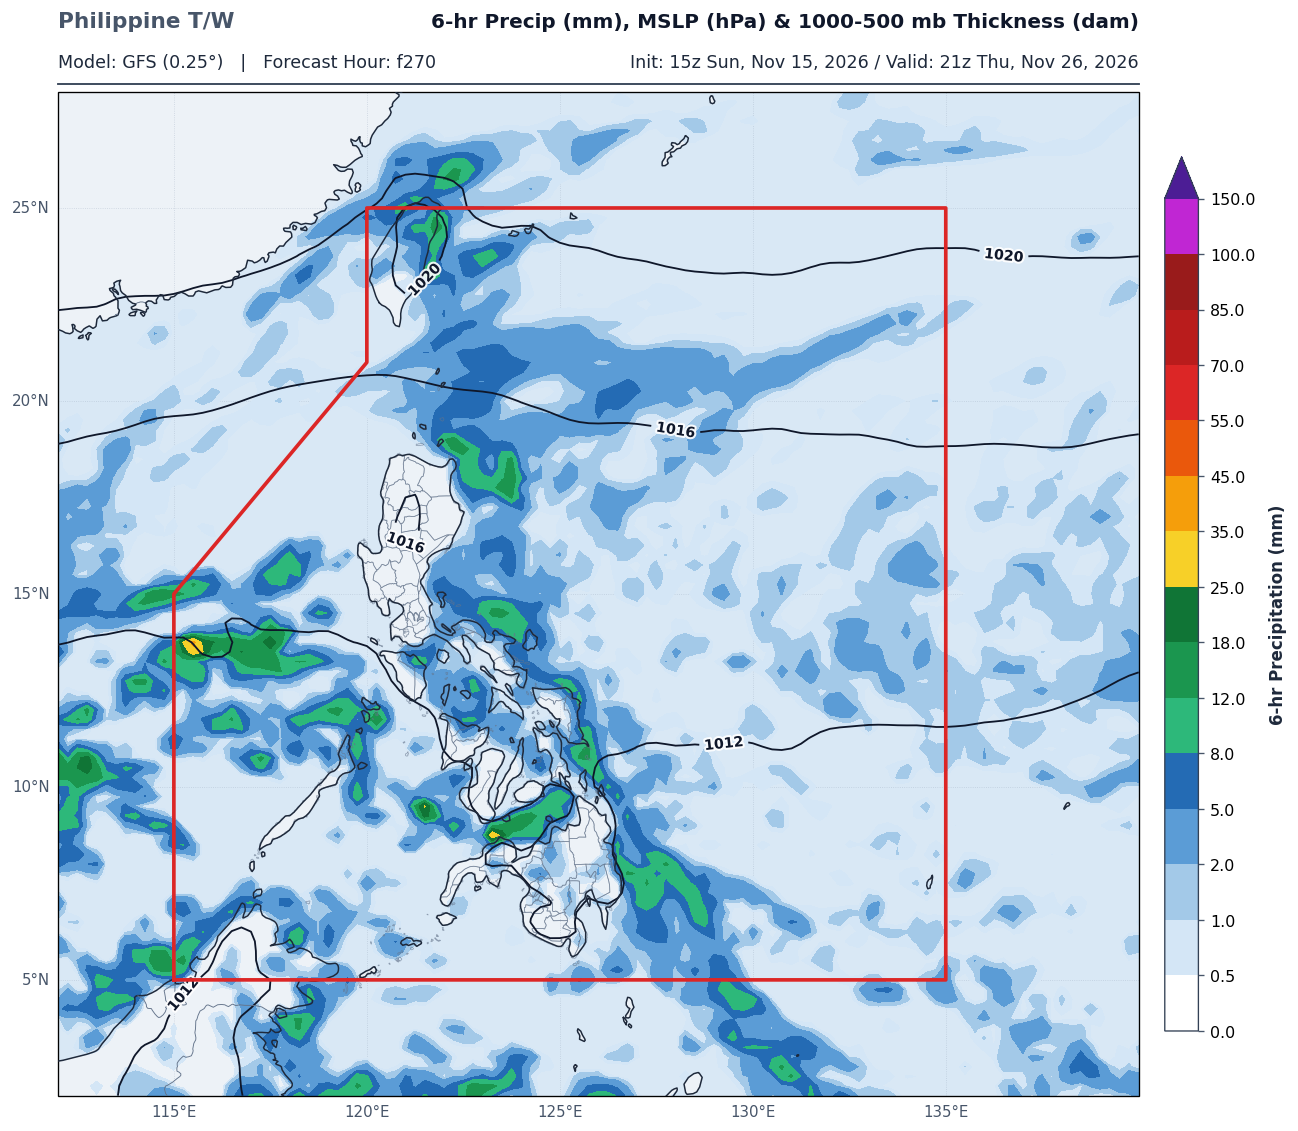 Philippine T/W
6-hr Precip (mm), MSLP (hPa) & 1000-500 mb Thickness (dam)
Model: GFS (0.25°)   |   Forecast Hour: f270
Init: 15z Sun, Nov 15, 2026 / Valid: 21z Thu, Nov 26, 2026
25°N
20°N
15°N
10°N
5°N
115°E
120°E
125°E
130°E
135°E
1020
1020
1016
1016
1012
1012
150.0
100.0
85.0
70.0
55.0
45.0
35.0
25.0
18.0
12.0
8.0
5.0
2.0
1.0
0.5
0.0
6-hr Precipitation (mm)